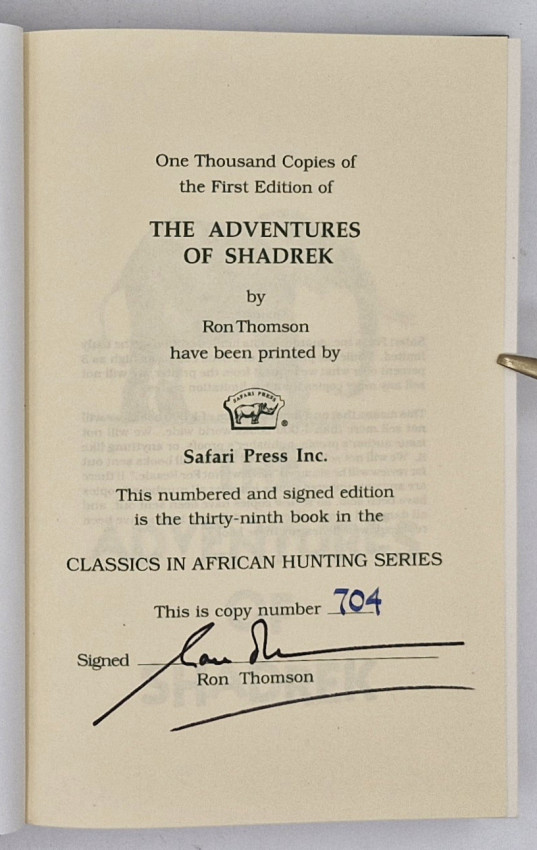 One Thousand Copies of
the First Edition of
THE ADVENTURES
OF SHADREK
by
Ron Thomson
have been printed by
SAFARI PRESS
®
Safari Press Inc.
This numbered and signed edition
is the thirty-ninth book in the
CLASSICS IN AFRICAN HUNTING SERIES
This is copy number 704
Signed
Ron Thomson